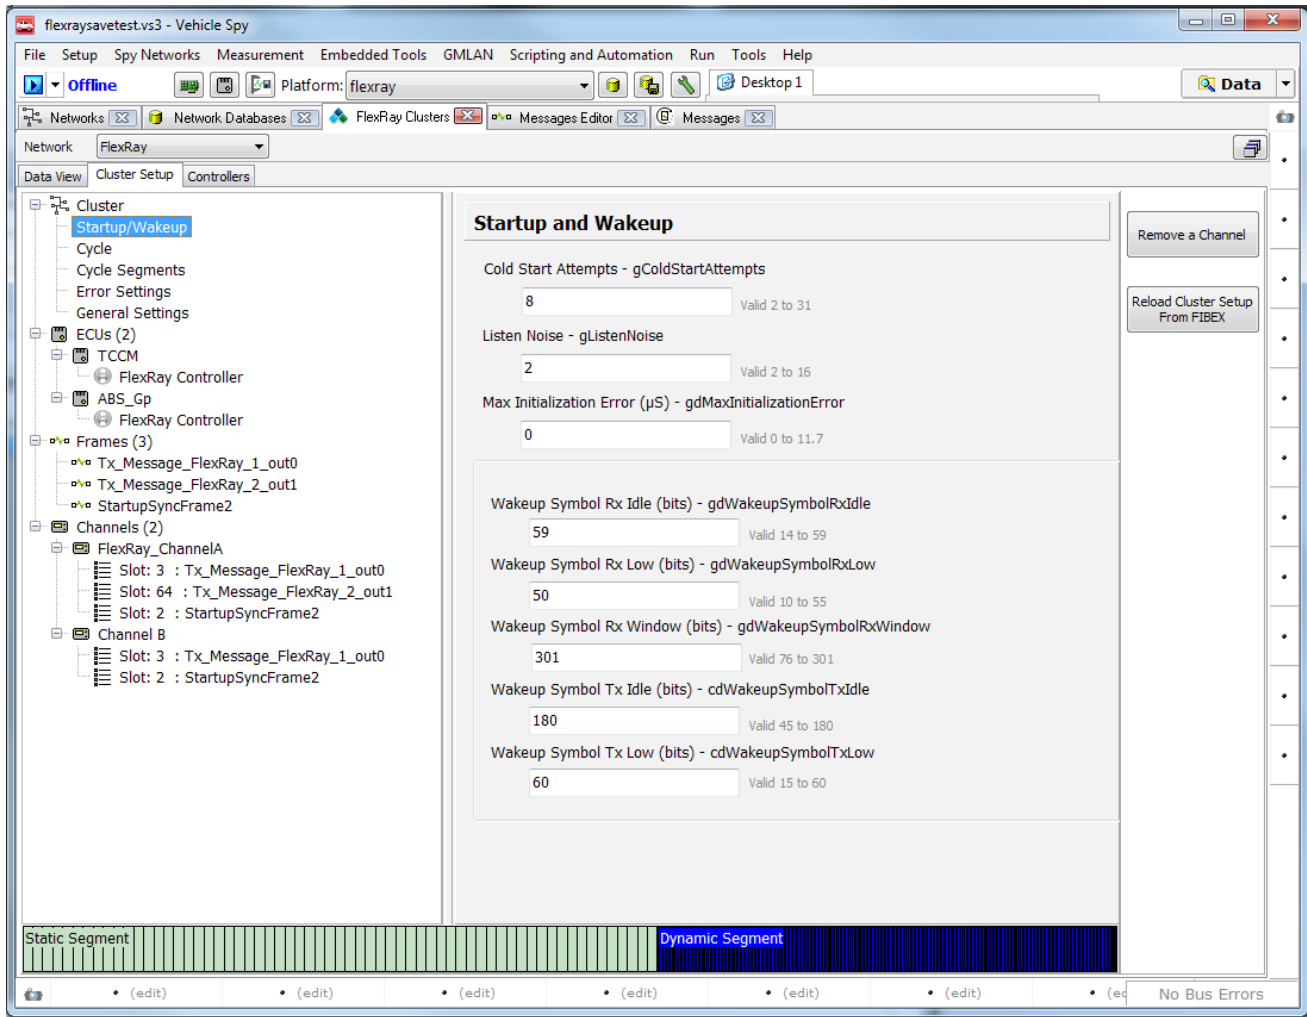 flexraysavetest.vs3 - Vehicle Spy
File Setup Spy Networks Measurement Embedded Tools GMLAN Scripting and Automation Run Tools Help
Offline Platform: flexray Desktop 1 Data
Networks Network Databases FlexRay Clusters Messages Editor Messages
Network FlexRay
Data View Cluster Setup Controllers
Cluster
Startup/Wakeup
Cycle
Cycle Segments
Error Settings
General Settings
ECUs (2)
TCCM
FlexRay Controller
ABS_Gp
FlexRay Controller
Frames (3)
Tx_Message_FlexRay_1_out0
Tx_Message_FlexRay_2_out1
StartupSyncFrame2
Channels (2)
FlexRay_ChannelA
Slot: 3 : Tx_Message_FlexRay_1_out0
Slot: 64 : Tx_Message_FlexRay_2_out1
Slot: 2 : StartupSyncFrame2
Channel B
Slot: 3 : Tx_Message_FlexRay_1_out0
Slot: 2 : StartupSyncFrame2
Startup and Wakeup
Cold Start Attempts - gColdStartAttempts
8 Valid 2 to 31
Listen Noise - gListenNoise
2 Valid 2 to 16
Max Initialization Error (µS) - gdMaxInitializationError
0 Valid 0 to 11.7
Wakeup Symbol Rx Idle (bits) - gdWakeupSymbolRxIdle
59 Valid 14 to 59
Wakeup Symbol Rx Low (bits) - gdWakeupSymbolRxLow
50 Valid 10 to 55
Wakeup Symbol Rx Window (bits) - gdWakeupSymbolRxWindow
301 Valid 76 to 301
Wakeup Symbol Tx Idle (bits) - cdWakeupSymbolTxIdle
180 Valid 45 to 180
Wakeup Symbol Tx Low (bits) - cdWakeupSymbolTxLow
60 Valid 15 to 60
Remove a Channel
Reload Cluster Setup
From FIBEX
Static Segment Dynamic Segment
• (edit) • (edit) • (edit) • (edit) • (edit) • (edit) • (ed No Bus Errors